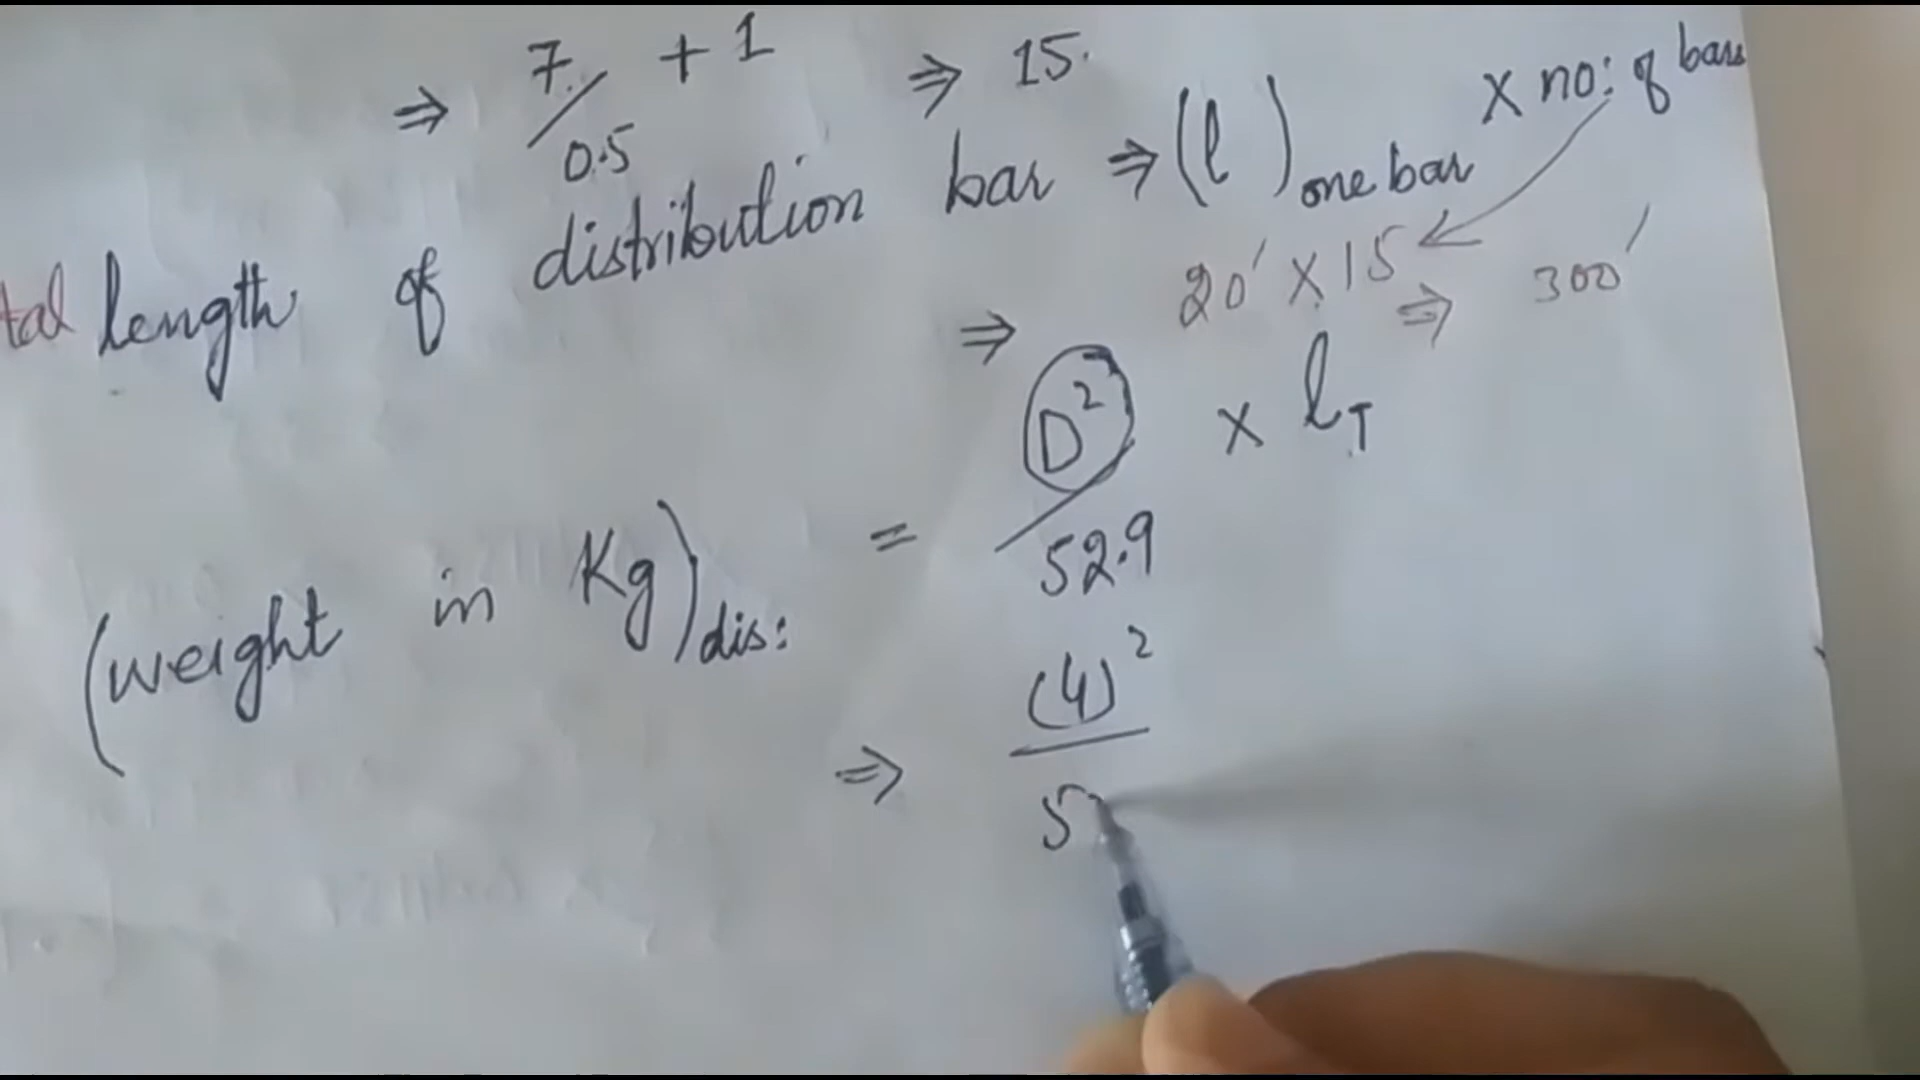 ⇒ 7/0.5 + 1 ⇒ 15.
tal length of distribution bar ⇒ (l) one bar X no: of bars
⇒ 20' X 15 ⇒ 300'
(weight in Kg) dis: = D²/52.9 x lT
⇒ (4)²
5